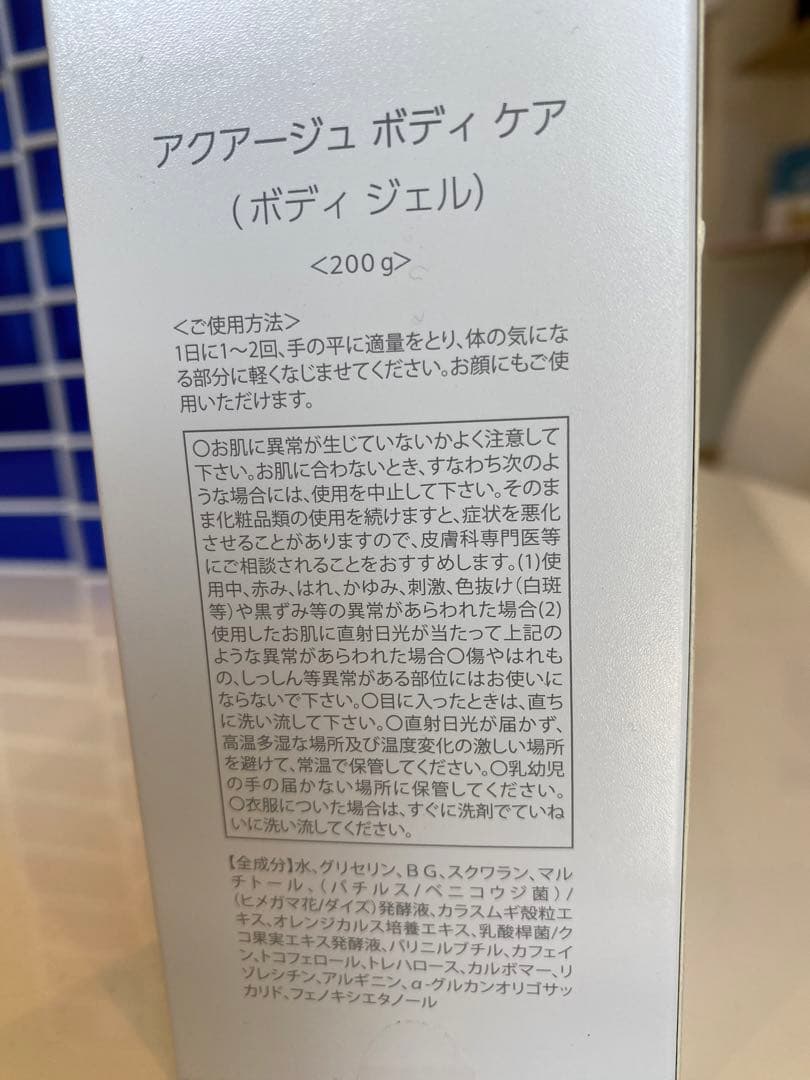 アクアージュ ボディ ケア
(ボディ ジェル)
<200g>
<ご使用方法>
1日に1～2回、手の平に適量をとり、体の気にな
る部分に軽くなじませてください。お顔にもご使
用いただけます。
○お肌に異常が生じていないかよく注意して
下さい。お肌に合わないとき、すなわち次のよ
うな場合には、使用を中止して下さい。そのま
ま化粧品類の使用を続けますと、症状を悪化
させることがありますので、皮膚科専門医等
にご相談されることをおすすめします。(1)使
用中、赤み、はれ、かゆみ、刺激、色抜け(白斑
等)や黒ずみ等の異常があらわれた場合(2)
使用したお肌に直射日光が当たって上記の
ような異常があらわれた場合○傷やはれも
の、しっしん等異常がある部位にはお使いに
ならないで下さい。○目に入ったときは、直ち
に洗い流して下さい。○直射日光が届かず、
高温多湿な場所及び温度変化の激しい場所
を避けて、常温で保管してください。○乳幼児
の手の届かない場所に保管してください。
○衣服についた場合は、すぐに洗剤でていね
いに洗い流してください。
【全成分】水、グリセリン、BG、スクワラン、マル
チトール、(バチルス/ベニコウジ菌)/
(ヒメガマ花/ダイズ)発酵液、カラスムギ殻粒エ
キス、オレンジカルス培養エキス、乳酸桿菌/ク
コ果実エキス発酵液、バリニルブチル、カフェイ
ン、トコフェロール、トレハロース、カルボマー、リ
ゾレシチン、アルギニン、α-グルカンオリゴサッ
カリド、フェノキシエタノール